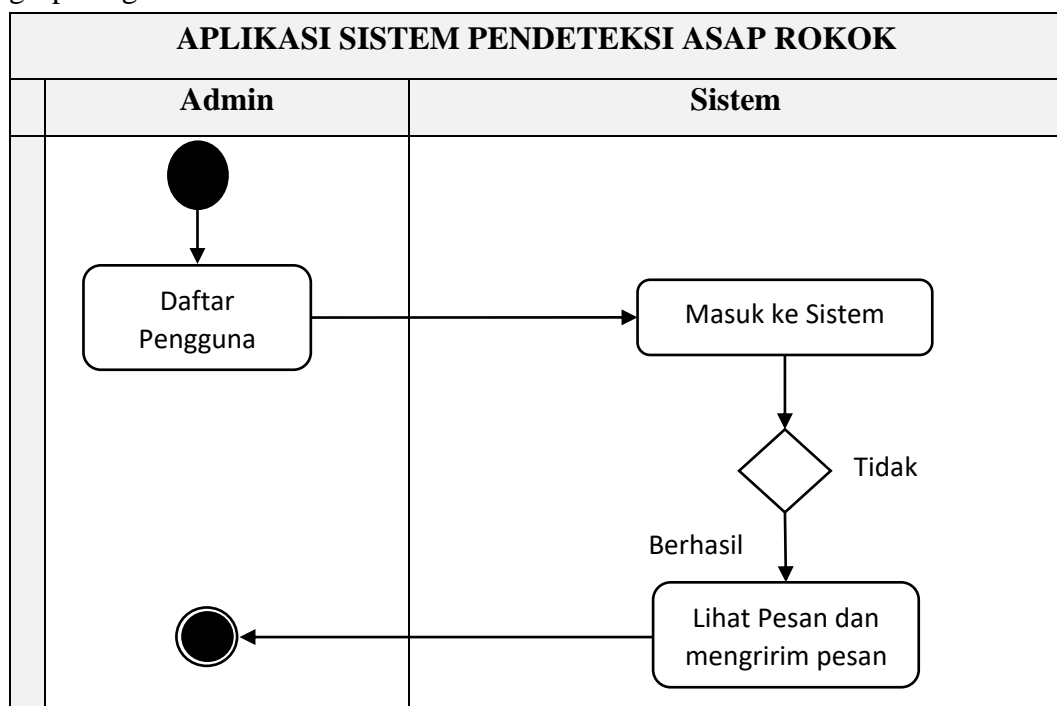 APLIKASI SISTEM PENDETEKSI ASAP ROKOK
Admin
Sistem
Daftar
Pengguna
Masuk ke Sistem
Tidak
Berhasil
Lihat Pesan dan
mengririm pesan